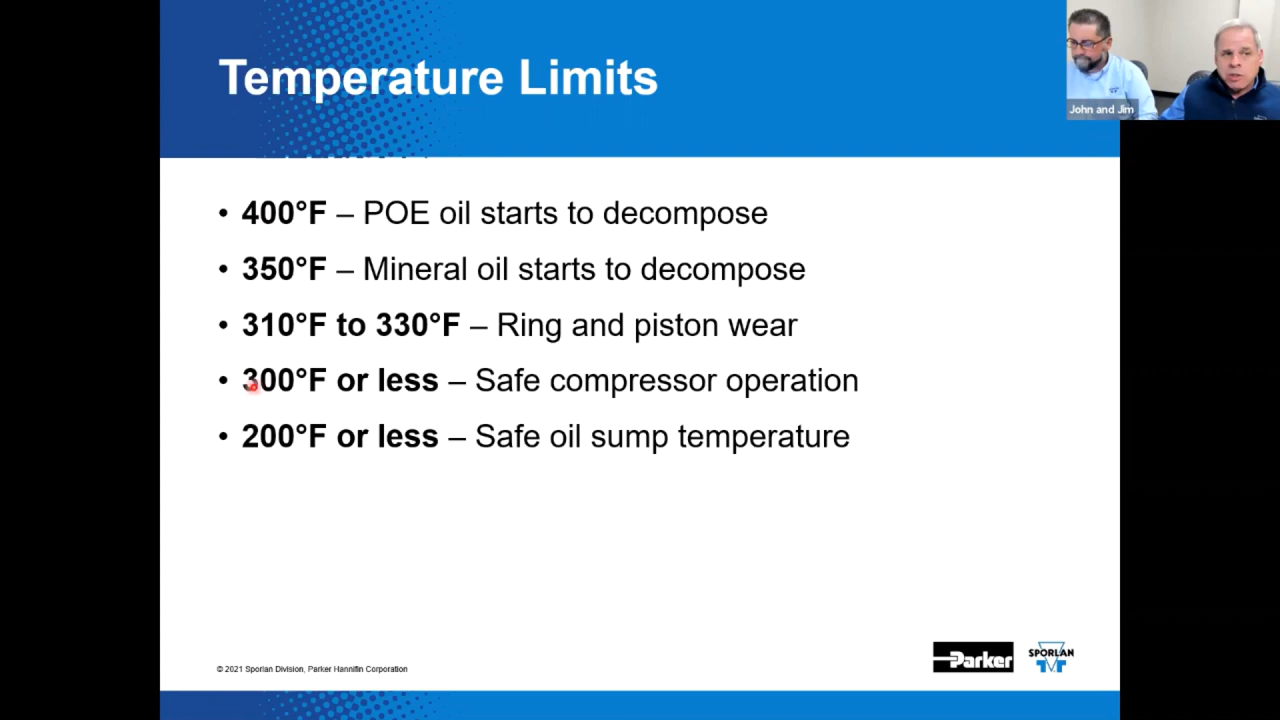 Temperature Limits
John and Jim
• 400°F – POE oil starts to decompose
• 350°F – Mineral oil starts to decompose
• 310°F to 330°F – Ring and piston wear
• 300°F or less – Safe compressor operation
• 200°F or less – Safe oil sump temperature
© 2021 Sporlan Division, Parker Hannifin Corporation
Parker
SPORLAN